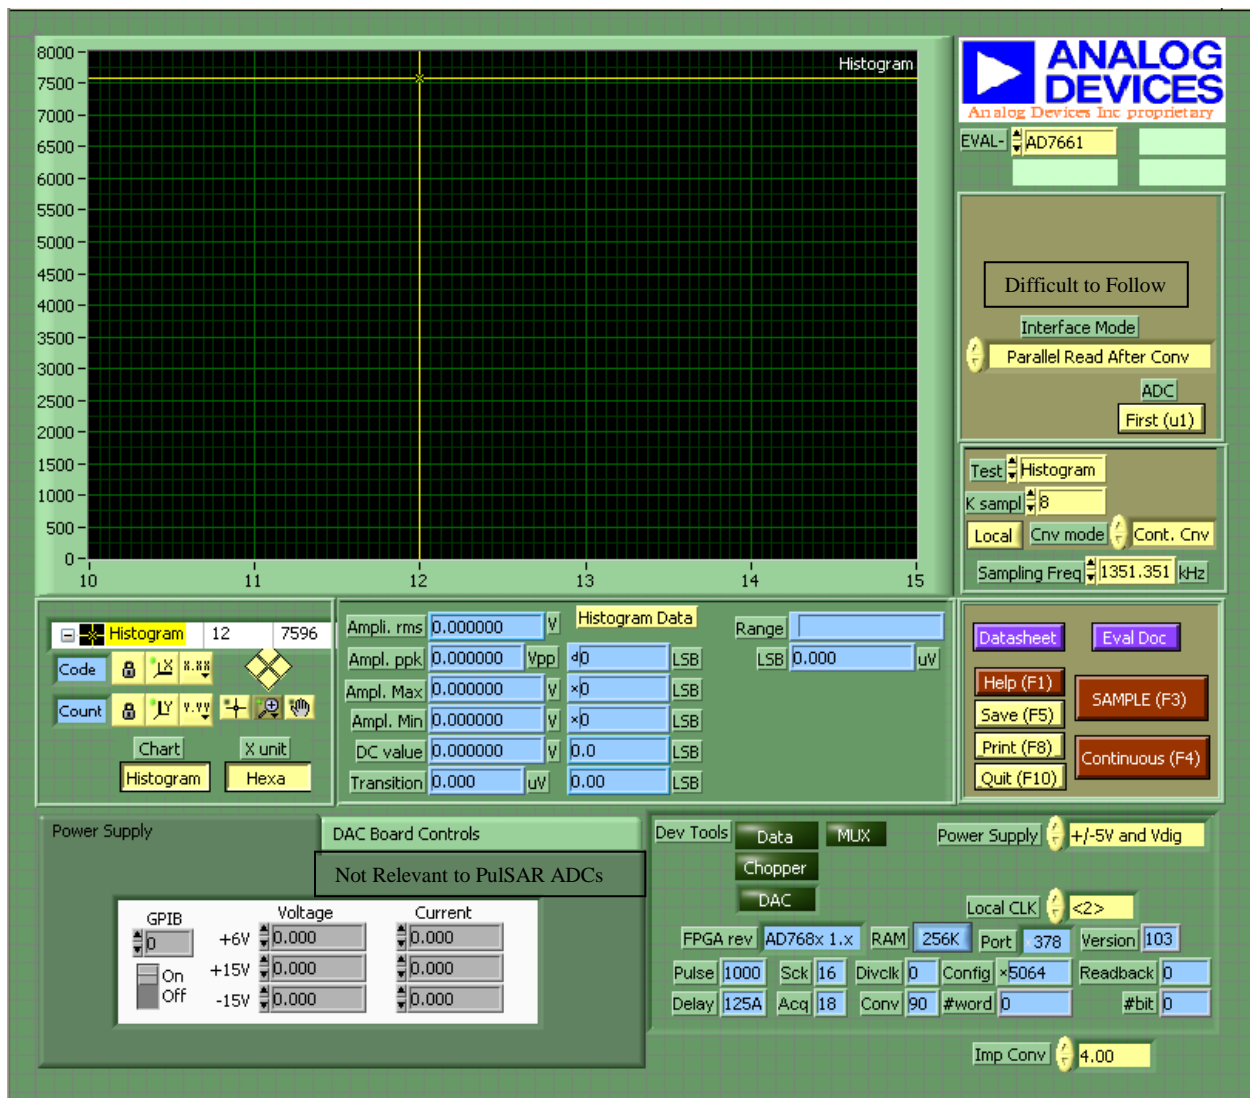 8000
7500
7000
6500
6000
5500
5000
4500
4000
3500
3000
2500
2000
1500
1000
500
0
10 11 12 13 14 15
Histogram
ANALOG
DEVICES
Analog Devices Inc proprietary
EVAL- AD7661
Difficult to Follow
Interface Mode
Parallel Read After Conv
ADC
First (u1)
Test Histogram
K sampl 8
Local Cnv mode Cont. Cnv
Sampling Freq 1351.351 kHz
Histogram 12 7596
Code X X.XX
Count Y Y.YY
Chart X unit
Histogram Hexa
Histogram Data
Ampli. rms 0.000000 V
Ampl. ppk 0.000000 Vpp d0 LSB
Ampl. Max 0.000000 V x0 LSB
Ampl. Min 0.000000 V x0 LSB
DC value 0.000000 V 0.0 LSB
Transition 0.000 uV 0.00 LSB
Range
LSB 0.000 uV
Datasheet Eval Doc
Help (F1)
Save (F5)
Print (F8)
Quit (F10)
SAMPLE (F3)
Continuous (F4)
Power Supply
DAC Board Controls
Not Relevant to PulSAR ADCs
GPIB Voltage Current
0 +6V 0.000 0.000
On +15V 0.000 0.000
Off -15V 0.000 0.000
Dev Tools Data MUX
Chopper
DAC
Power Supply +/-5V and Vdig
Local CLK <2>
FPGA rev AD768x 1.x RAM 256K Port x378 Version 103
Pulse 1000 Sck 16 Divclk 0 Config x5064 Readback 0
Delay 125A Acq 18 Conv 90 #word 0 #bit 0
Imp Conv 4.00